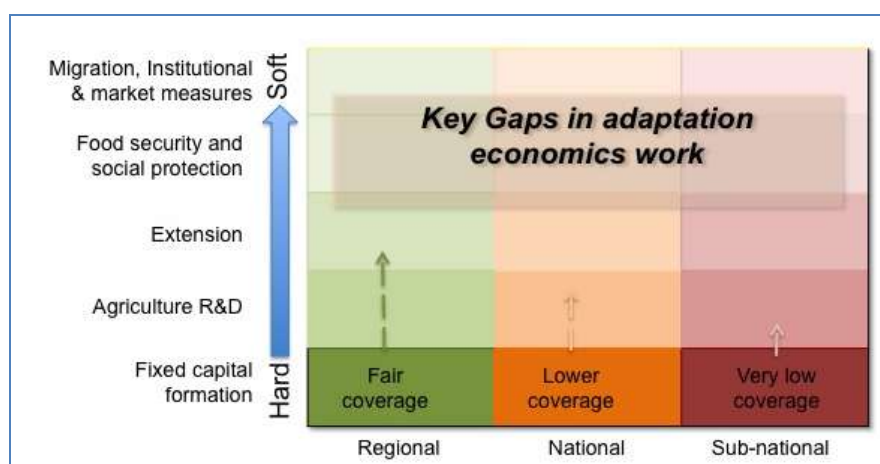 Migration, Institutional
& market measures
Soft
Key Gaps in adaptation
economics work
Food security and
social protection
Extension
Agriculture R&D
Fixed capital
formation
Hard
Fair
coverage
Lower
coverage
Very low
coverage
Regional
National
Sub-national